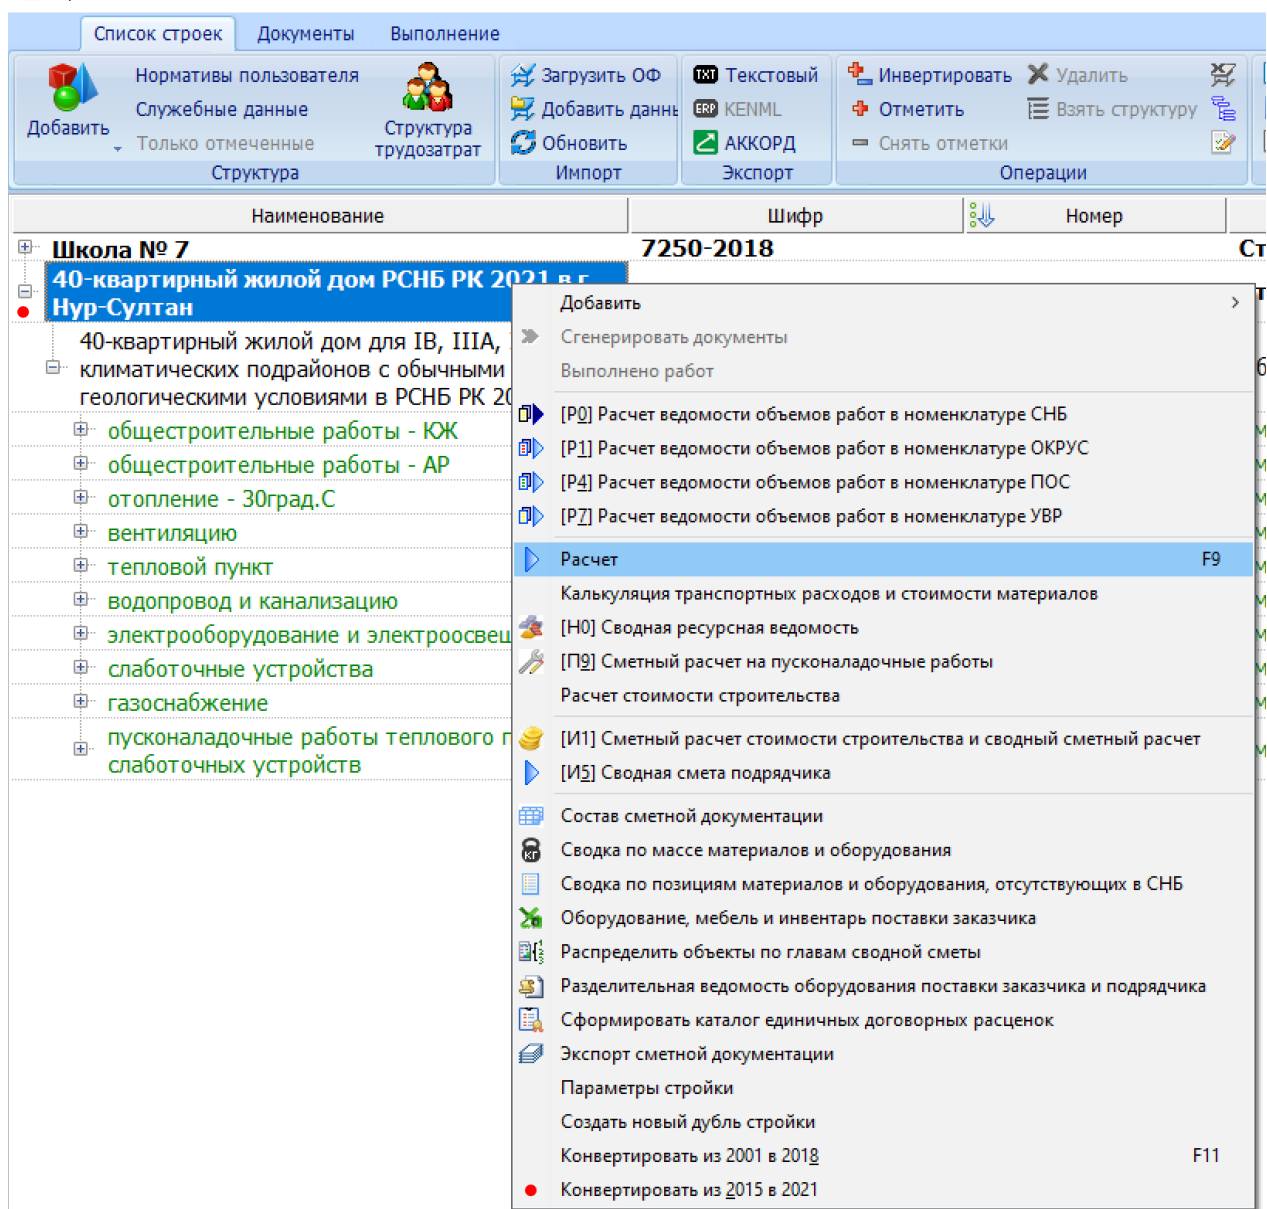 Список строек Документы Выполнение
Нормативы пользователя
Служебные данные
Только отмеченные
Добавить
Структура
трудозатрат
Структура
Загрузить ОФ
Добавить данн
Обновить
Импорт
TXT Текстовый
ERP KENML
АККОРД
Экспорт
Инвертировать
Отметить
Снять отметки
Удалить
Взять структуру
Операции
Наименование Шифр Номер
Школа № 7 7250-2018 Ст
40-квартирный жилой дом РСНБ РК 2021 в г
Нур-Султан
40-квартирный жилой дом для IВ, IIIА,
климатических подрайонов с обычными
геологическими условиями в РСНБ РК 20
общестроительные работы - КЖ
общестроительные работы - АР
отопление - 30град.С
вентиляцию
тепловой пункт
водопровод и канализацию
электрооборудование и электроосвещ
слаботочные устройства
газоснабжение
пусконаладочные работы теплового п
слаботочных устройств
Добавить
Сгенерировать документы
Выполнено работ
[P0] Расчет ведомости объемов работ в номенклатуре СНБ
[P1] Расчет ведомости объемов работ в номенклатуре ОКРУС
[P4] Расчет ведомости объемов работ в номенклатуре ПОС
[P7] Расчет ведомости объемов работ в номенклатуре УВР
Расчет F9
Калькуляция транспортных расходов и стоимости материалов
[Н0] Сводная ресурсная ведомость
[П9] Сметный расчет на пусконаладочные работы
Расчет стоимости строительства
[И1] Сметный расчет стоимости строительства и сводный сметный расчет
[И5] Сводная смета подрядчика
Состав сметной документации
кг Сводка по массе материалов и оборудования
Сводка по позициям материалов и оборудования, отсутствующих в СНБ
Оборудование, мебель и инвентарь поставки заказчика
Распределить объекты по главам сводной сметы
Разделительная ведомость оборудования поставки заказчика и подрядчика
Сформировать каталог единичных договорных расценок
Экспорт сметной документации
Параметры стройки
Создать новый дубль стройки
Конвертировать из 2001 в 2018 F11
Конвертировать из 2015 в 2021